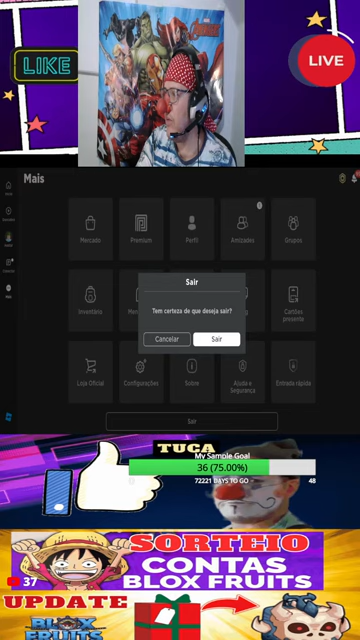 LIKE
AVENGERS
LIVE
Mais
Mercado
Premium
Perfil
Amizades
Grupos
Sair
Tem certeza de que deseja sair?
Cancelar
Sair
Inventário
Cartões
presente
Loja Oficial
Configurações
Sobre
Ajuda e
Segurança
Entrada rápida
Sair
TUCA
My Sample Goal
36 (75.00%)
0
72221 DAYS TO GO
48
SORTEIO
CONTAS
BLOX FRUITS
37
UPDATE
BLOX
FRUITS